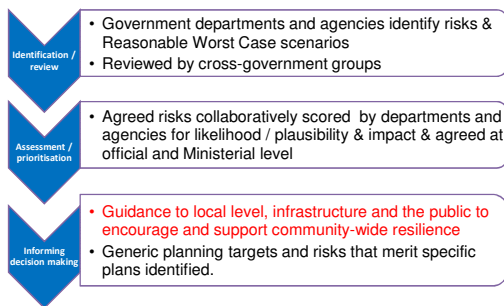 Identification /
review
• Government departments and agencies identify risks &
Reasonable Worst Case scenarios
• Reviewed by cross-government groups
Assessment /
prioritisation
• Agreed risks collaboratively scored by departments and
agencies for likelihood / plausibility & impact & agreed at
official and Ministerial level
Informing
decision making
• Guidance to local level, infrastructure and the public to
encourage and support community-wide resilience
• Generic planning targets and risks that merit specific
plans identified.